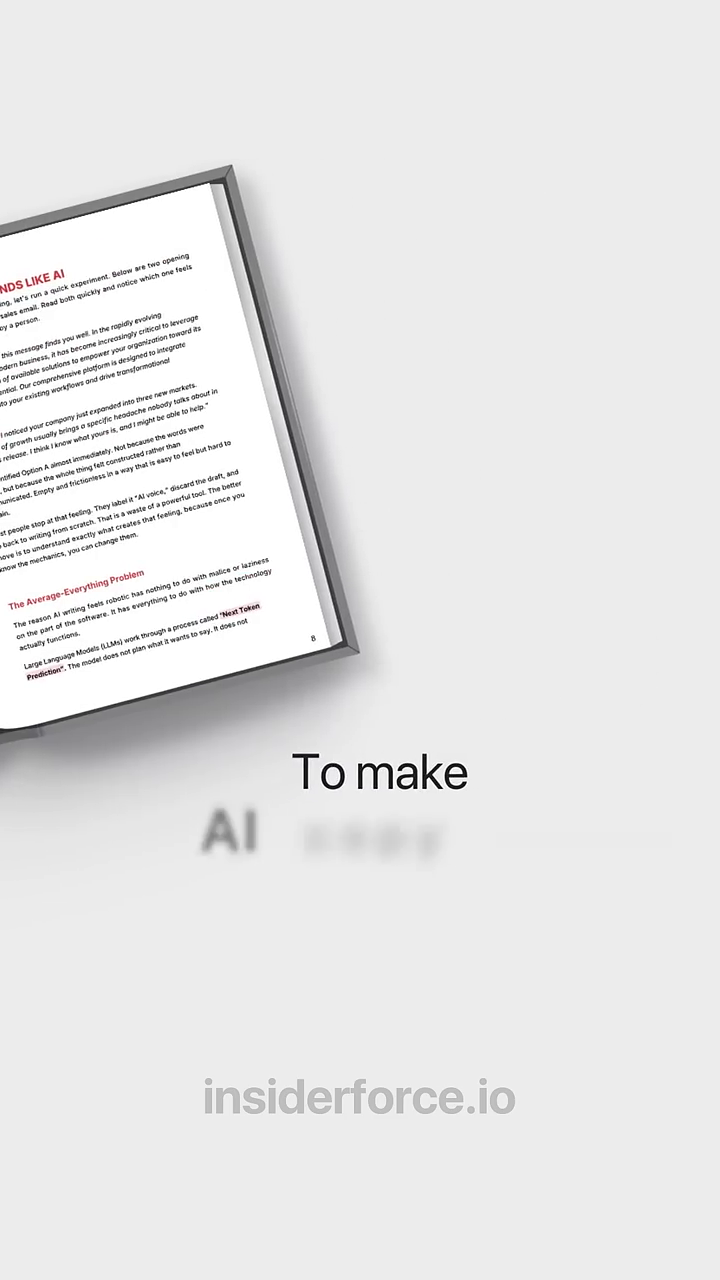 NDS LIKE AI
ing, let's run a quick experiment. Below are two opening
sales email. Read both quickly and notice which one feels
by a person.
this message finds you well. In the rapidly evolving
odern business, it has become increasingly critical to leverage
of available solutions to empower your organization toward its
ential. Our comprehensive platform is designed to integrate
nto your existing workflows and drive transformational
I noticed your company just expanded into three new markets.
of growth usually brings a specific headache nobody talks about in
s release. I think I know what yours is, and I might be able to help."
entified Option A almost immediately. Not because the words were
, but because the whole thing felt constructed rather than
municated. Empty and frictionless in a way that is easy to feel but hard to
ain.
st people stop at that feeling. They label it "AI voice," discard the draft, and
back to writing from scratch. That is a waste of a powerful tool. The better
move is to understand exactly what creates that feeling, because once you
know the mechanics, you can change them.
The Average-Everything Problem
The reason AI writing feels robotic has nothing to do with malice or laziness
on the part of the software. It has everything to do with how the technology
actually functions.
Large Language Models (LLMs) work through a process called "Next Token
Prediction". The model does not plan what it wants to say. It does not
8
To make
AI copy
insiderforce.io